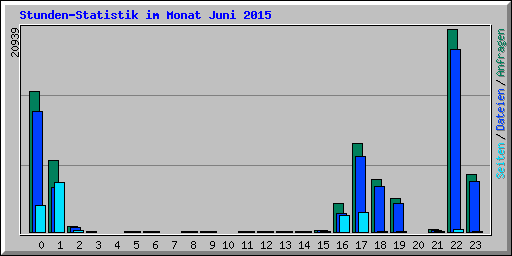 Stunden-Statistik im Monat Juni 2015
20939
Seiten / Dateien / Anfragen
0 1 2 3 4 5 6 7 8 9 10 11 12 13 14 15 16 17 18 19 20 21 22 23